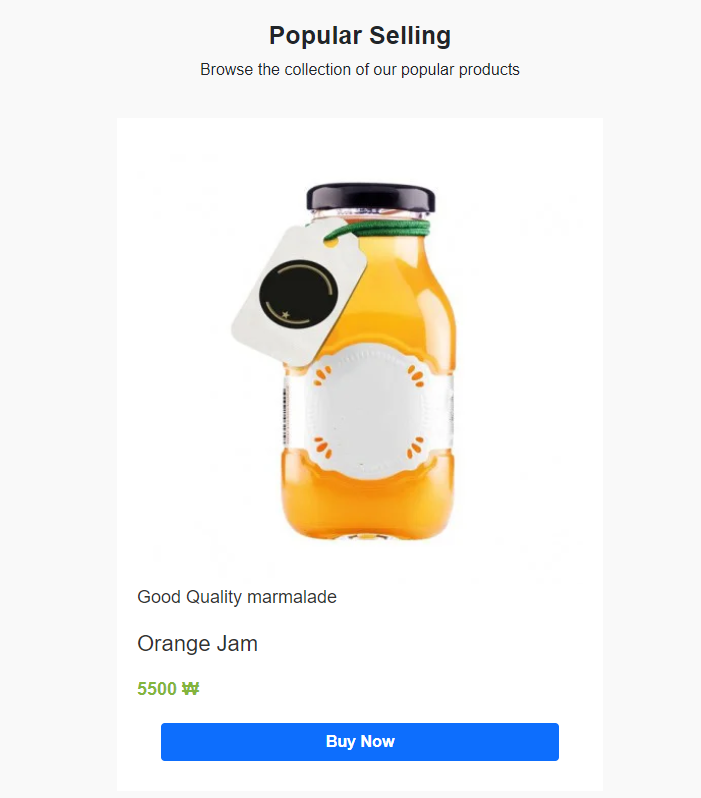 Popular Selling
Browse the collection of our popular products
Good Quality marmalade
Orange Jam
5500 ₩
Buy Now